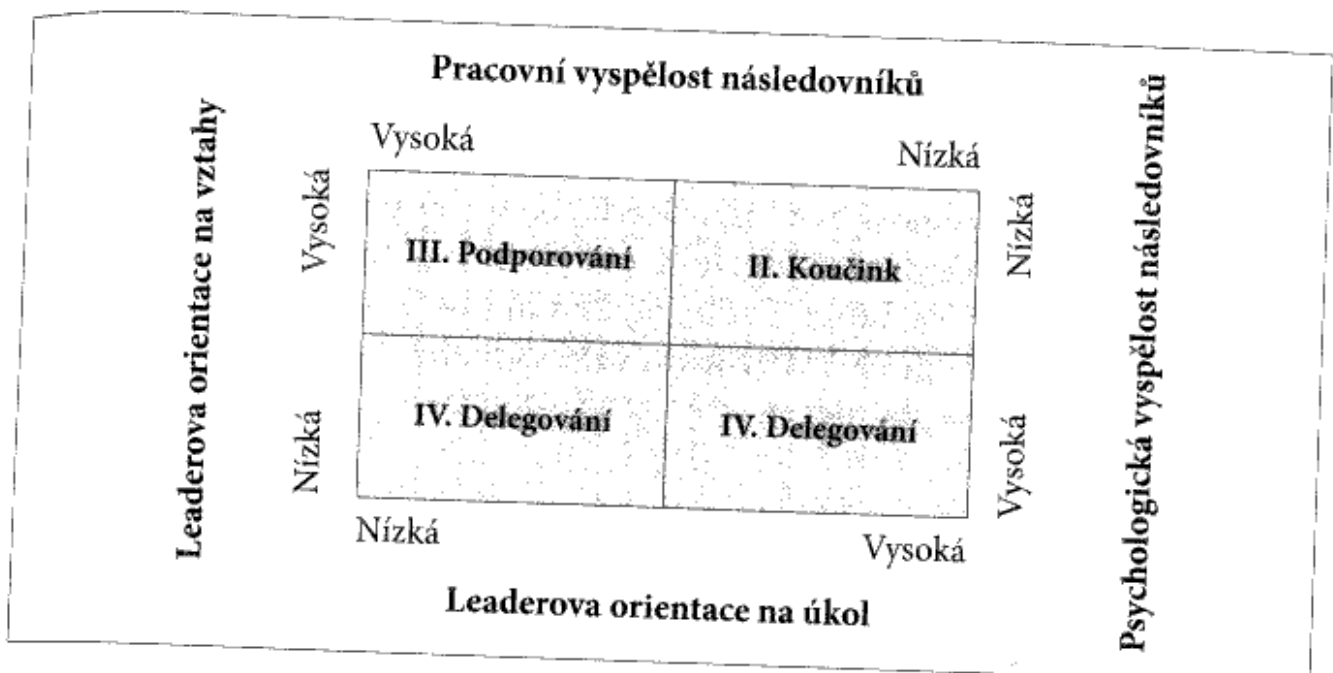 Pracovní vyspělost následovníků
Vysoká
Nízká
Leaderova orientace na vztahy
Vysoká
Nízká
III. Podporování
II. Koučink
IV. Delegování
IV. Delegování
Nízká
Vysoká
Psychologická vyspělost následovníků
Nízká
Vysoká
Leaderova orientace na úkol